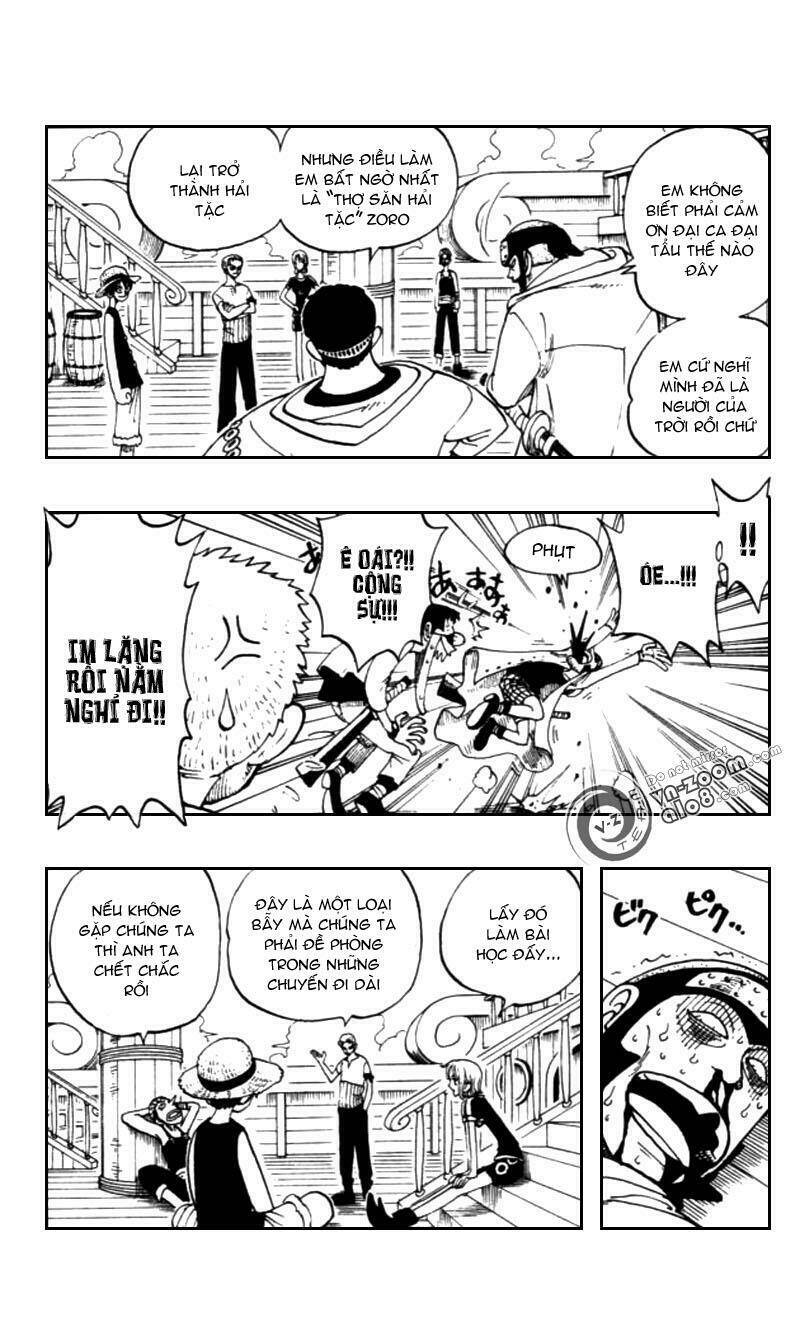 EM KHÔNG
BIẾT PHẢI CẢM
ƠN ĐẠI CA ĐẠI
TẨU THẾ NÀO
ĐÂY
EM CỨ NGHĨ
MÌNH ĐÃ LÀ
NGƯỜI CỦA
TRỜI RỒI CHỨ
NHƯNG ĐIỀU LÀM
EM BẤT NGỜ NHẤT
LÀ "THỢ SĂN HẢI
TẶC" ZORO
LẠI TRỞ
THÀNH HẢI
TẶC
!!
ÓE...!!!
PHỤT
Ê OÁI?!!
CỘNG
SỰ!!!
IM LẶNG
RỒI NẰM
NGHỈ ĐI!!
Do not mirror
vn-zoom.com
alo8.com
V-Z
TEAM
ピク...
ビク
LẤY ĐÓ
LÀM BÀI
HỌC ĐẤY...
ĐÂY LÀ MỘT LOẠI
BẪY MÀ CHÚNG TA
PHẢI ĐỀ PHÒNG
TRONG NHỮNG
CHUYẾN ĐI DÀI
NẾU KHÔNG
GẶP CHÚNG TA
THÌ ANH TA
CHẾT CHẮC
RỒI